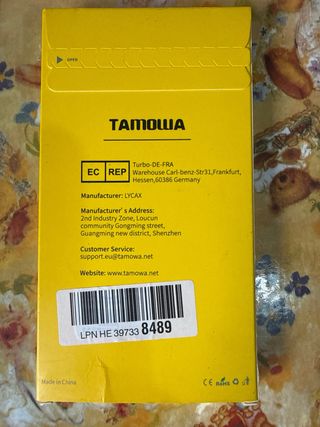 OPEN
TAMOWA
EC REP
Turbo-DE-FRA
Warehouse Carl-benz-Str31,Frankfurt,
Hessen,60386 Germany
Manufacturer: LYCAX
Manufacturer's Address:
2nd Industry Zone, Loucun
community Gongming street,
Guangming new district, Shenzhen
Customer Service:
support.eu@tamowa.net
Website: www.tamowa.net
LPN HE 39733 8489
Made in China
CE RoHS